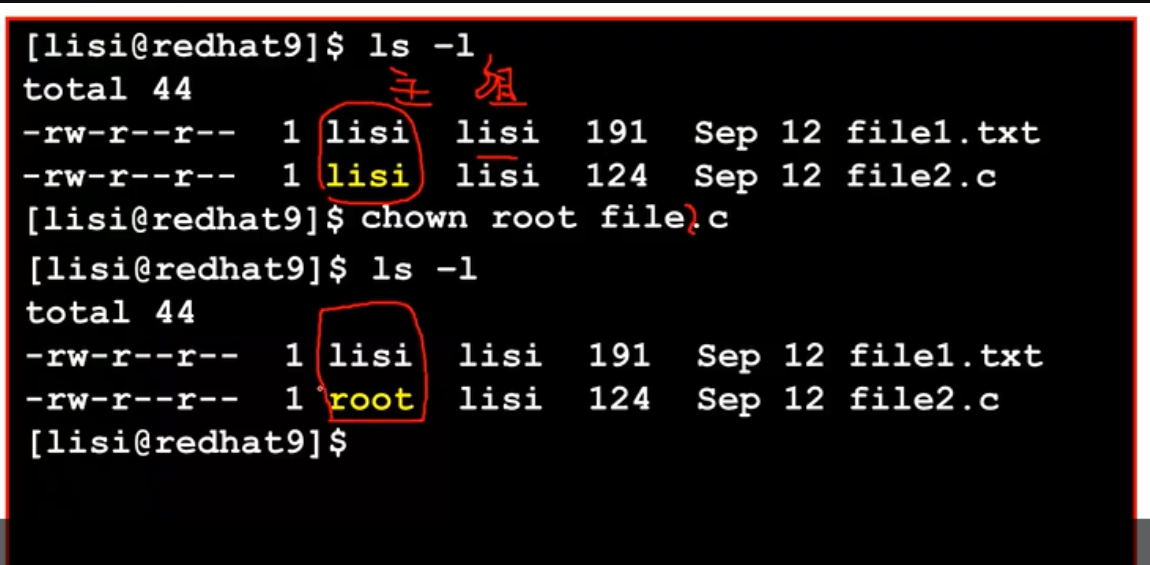 [lisi@redhat9]$ ls -l
主 组
total 44
-rw-r--r-- 1 lisi lisi 191 Sep 12 file1.txt
-rw-r--r-- 1 lisi lisi 124 Sep 12 file2.c
[lisi@redhat9]$ chown root file2.c
[lisi@redhat9]$ ls -l
total 44
-rw-r--r-- 1 lisi lisi 191 Sep 12 file1.txt
-rw-r--r-- 1 root lisi 124 Sep 12 file2.c
[lisi@redhat9]$